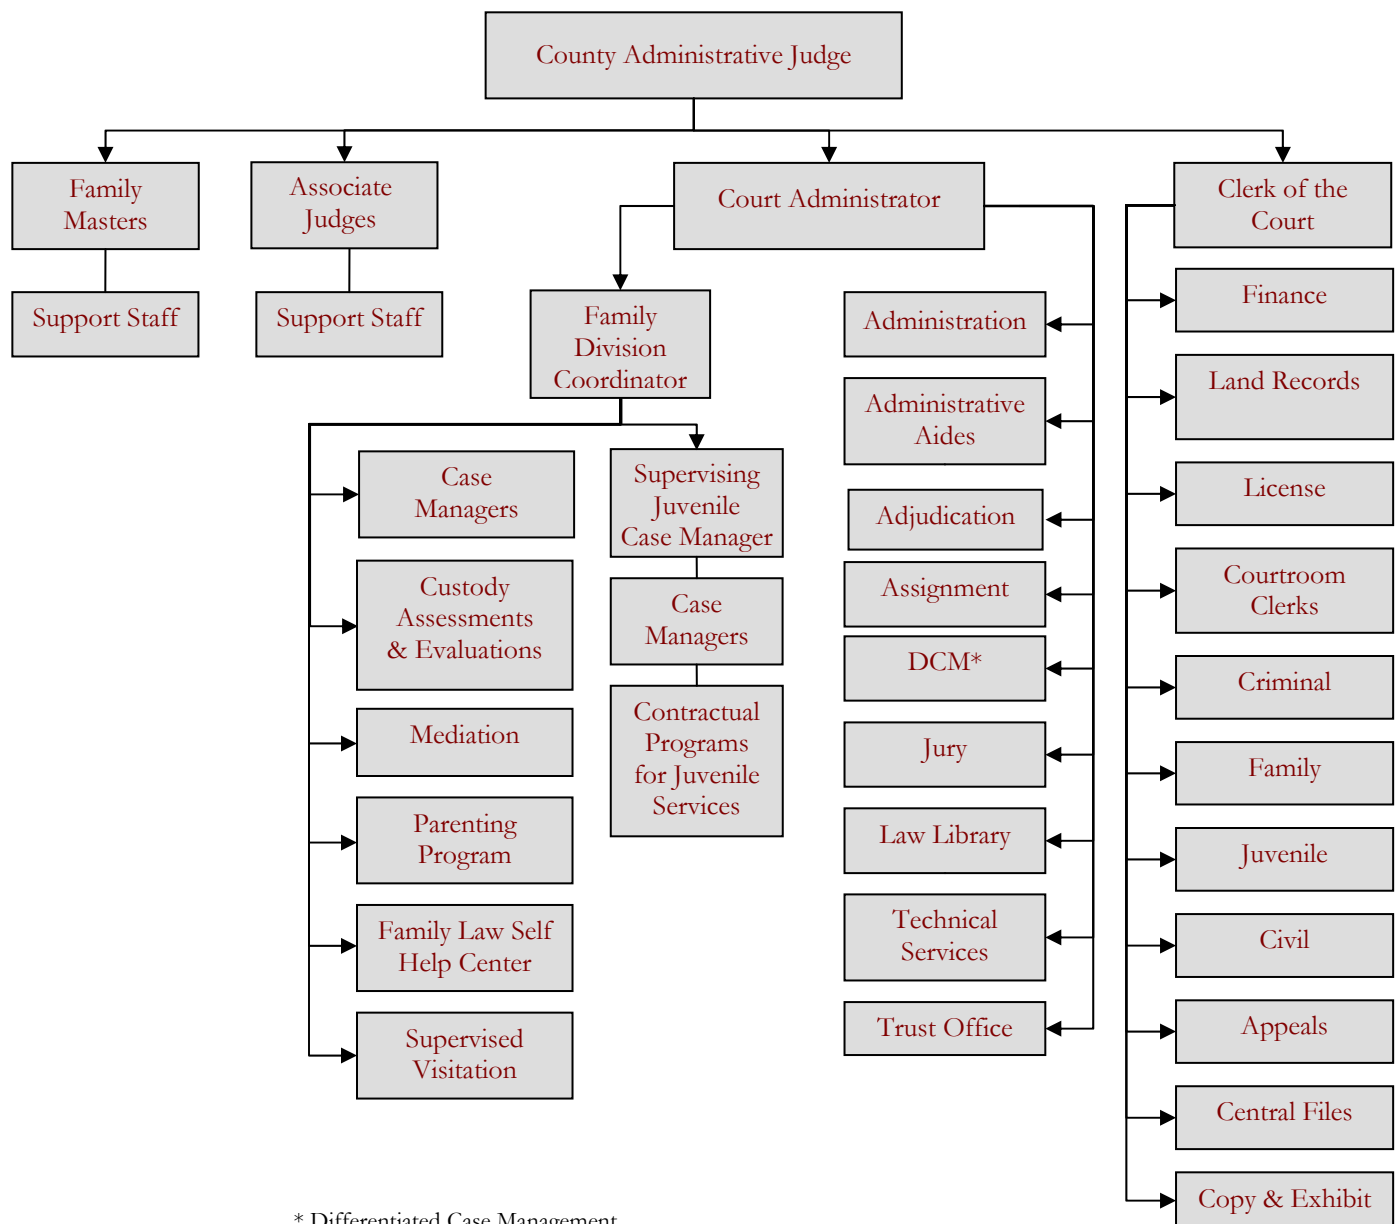 County Administrative Judge
Family
Masters
Associate
Judges
Court Administrator
Clerk of the
Court
Support Staff
Support Staff
Family
Division
Coordinator
Case
Managers
Custody
Assessments
& Evaluations
Mediation
Parenting
Program
Family Law Self
Help Center
Supervised
Visitation
Supervising
Juvenile
Case Manager
Case
Managers
Contractual
Programs
for Juvenile
Services
Administration
Administrative
Aides
Adjudication
Assignment
DCM*
Jury
Law Library
Technical
Services
Trust Office
Finance
Land Records
License
Courtroom
Clerks
Criminal
Family
Juvenile
Civil
Appeals
Central Files
Copy & Exhibit
* Differentiated Case Management